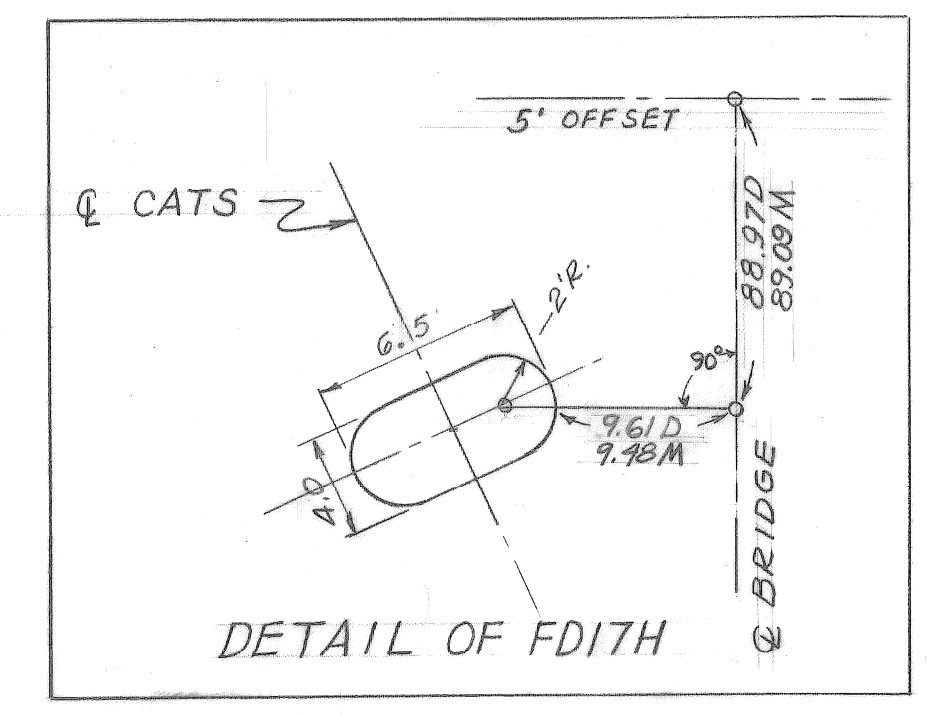 5' OFFSET
℄ CATS
88.97D
89.09M
2'R.
6.5'
90°
9.61D
9.48M
4.0
℄ BRIDGE
DETAIL OF FD17H